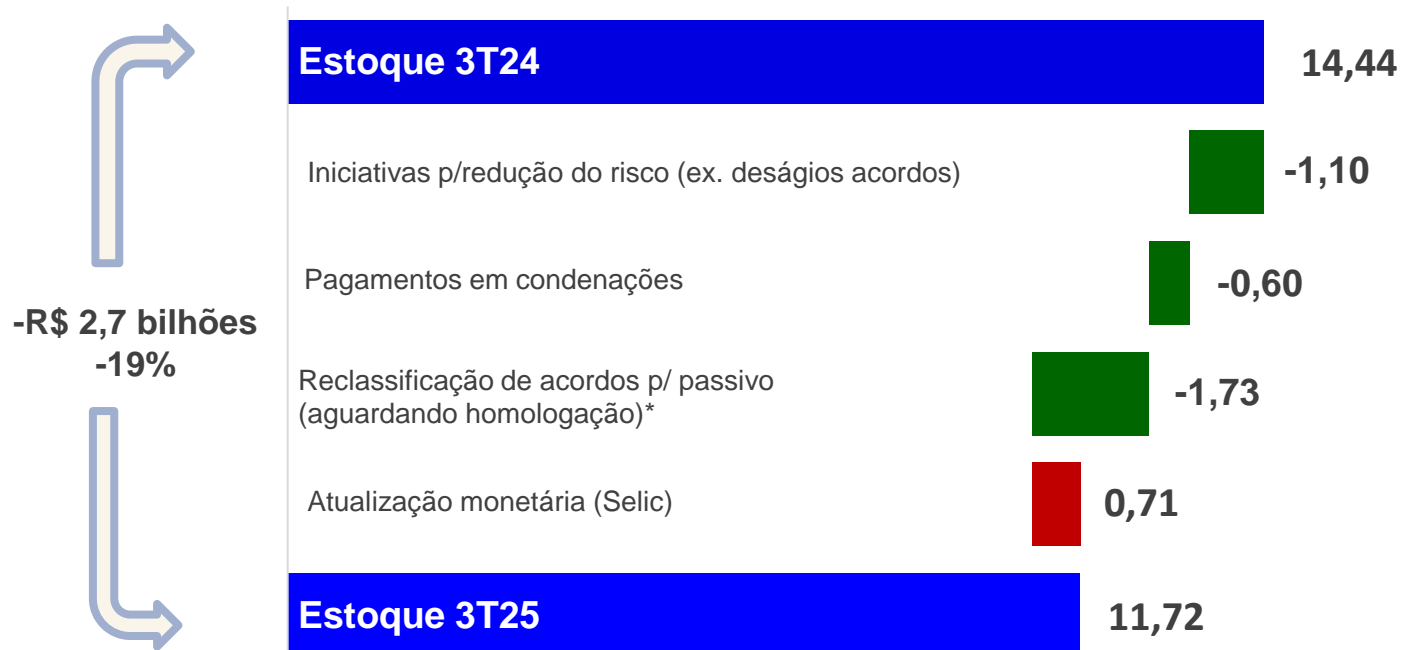 Estoque 3T24
14,44
Iniciativas p/redução do risco (ex. deságios acordos)
-1,10
Pagamentos em condenações
-0,60
-R$ 2,7 bilhões
-19%
Reclassificação de acordos p/ passivo
(aguardando homologação)*
-1,73
Atualização monetária (Selic)
0,71
Estoque 3T25
11,72